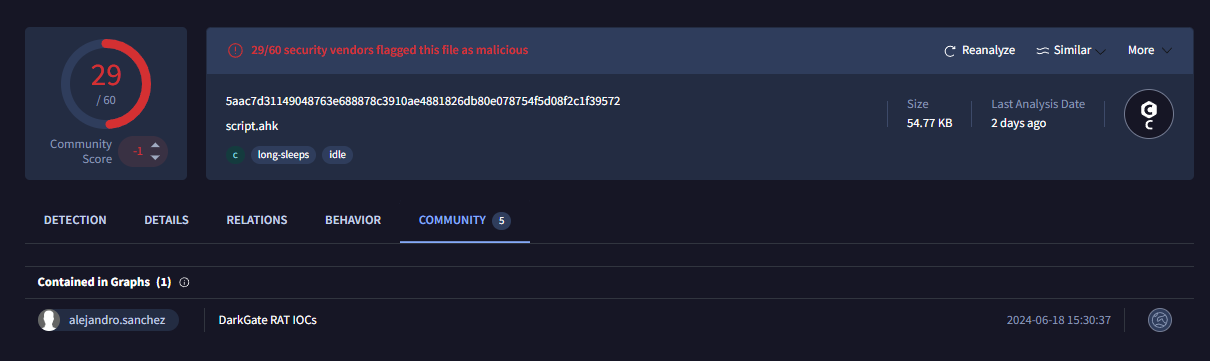 29
/ 60
Community Score
-1
29/60 security vendors flagged this file as malicious
Reanalyze
Similar
More
5aac7d31149048763e688878c3910ae4881826db80e078754f5d08f2c1f39572
script.ahk
c
long-sleeps
idle
Size
54.77 KB
Last Analysis Date
2 days ago
C
C
DETECTION
DETAILS
RELATIONS
BEHAVIOR
COMMUNITY 5
Contained in Graphs (1)
alejandro.sanchez
DarkGate RAT IOCs
2024-06-18 15:30:37